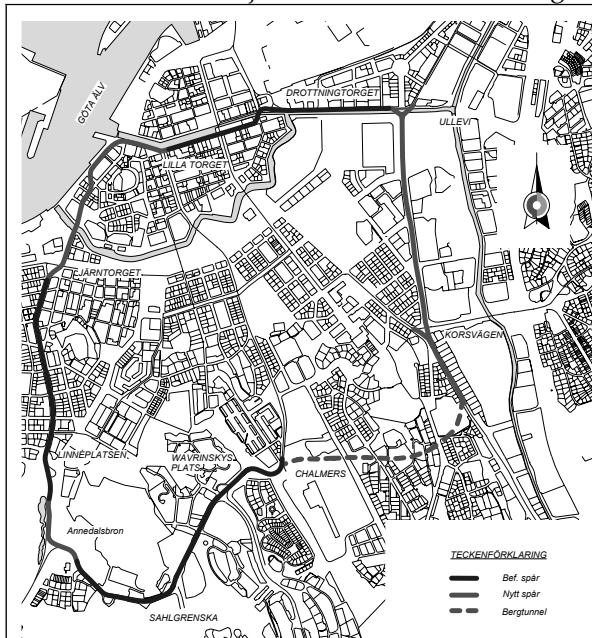 DROTTNINGTORGET
GÖTA ÄLV
ULLEVI
LILLA TORGET
JÄRNTORGET
KORSVÄGEN
LINNÉPLATSEN
WAVRINSKYS
PLATS
CHALMERS
Annedalsbron
SAHLGRENSKA
TECKENFÖRKLARING
Bef. spår
Nytt spår
Bergtunnel